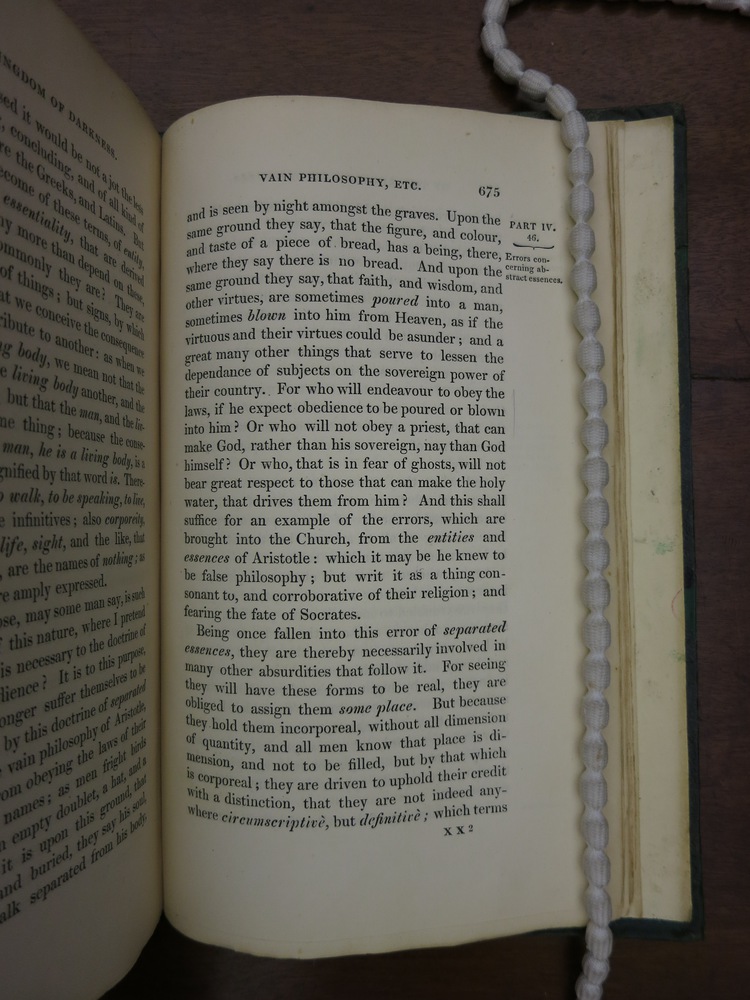 NGDOM OF DARKNESS.
sed it would be not a jot the less
concluding, and of all kind of
re the Greeks, and Latins. But
ecome of these terms, of entity,
essentiality, that are derived
ny more than depend on those,
ommonly they are? They are
of things; but signs, by which
at we conceive the consequence
ribute to another: as when we
ng body, we mean not that the
e living body another, and the
but that the man, and the liv-
me thing; because the conse-
man, he is a living body, is a
gnified by that word is. There-
o walk, to be speaking, to live,
e infinitives; also corporeity,
life, sight, and the like, that
, are the names of nothing; as
re amply expressed.
ose, may some man say, is such
f this nature, where I pretend
is necessary to the doctrine of
dience? It is to this purpose,
onger suffer themselves to be
by this doctrine of separated
vain philosophy of Aristotle,
om obeying the laws of their
names; as men fright birds
n empty doublet, a hat, and a
it is upon this ground, that
and buried, they say his soul,
alk separated from his body,
VAIN PHILOSOPHY, ETC. 675
and is seen by night amongst the graves. Upon the
same ground they say, that the figure, and colour,
and taste of a piece of bread, has a being, there,
where they say there is no bread. And upon the
same ground they say, that faith, and wisdom, and
other virtues, are sometimes poured into a man,
sometimes blown into him from Heaven, as if the
virtuous and their virtues could be asunder; and a
great many other things that serve to lessen the
dependance of subjects on the sovereign power of
their country. For who will endeavour to obey the
laws, if he expect obedience to be poured or blown
into him? Or who will not obey a priest, that can
make God, rather than his sovereign, nay than God
himself? Or who, that is in fear of ghosts, will not
bear great respect to those that can make the holy
water, that drives them from him? And this shall
suffice for an example of the errors, which are
brought into the Church, from the entities and
essences of Aristotle: which it may be he knew to
be false philosophy; but writ it as a thing con-
sonant to, and corroborative of their religion; and
fearing the fate of Socrates.
Being once fallen into this error of separated
essences, they are thereby necessarily involved in
many other absurdities that follow it. For seeing
they will have these forms to be real, they are
obliged to assign them some place. But because
they hold them incorporeal, without all dimension
of quantity, and all men know that place is di-
mension, and not to be filled, but by that which
is corporeal; they are driven to uphold their credit
with a distinction, that they are not indeed any-
where circumscriptivè, but definitivè; which terms
X X 2
PART IV.
46.
Errors con-
cerning ab-
stract essences.